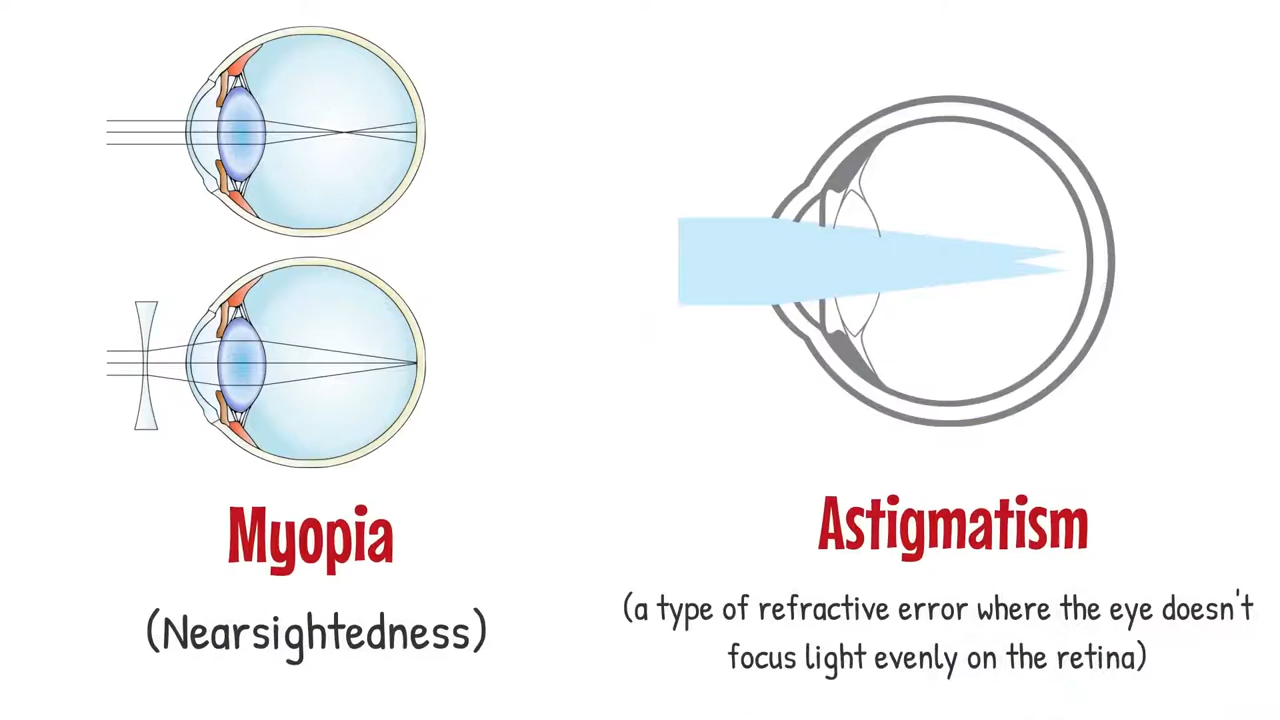 Myopia
(Nearsightedness)
Astigmatism
(a type of refractive error where the eye doesn't
focus light evenly on the retina)